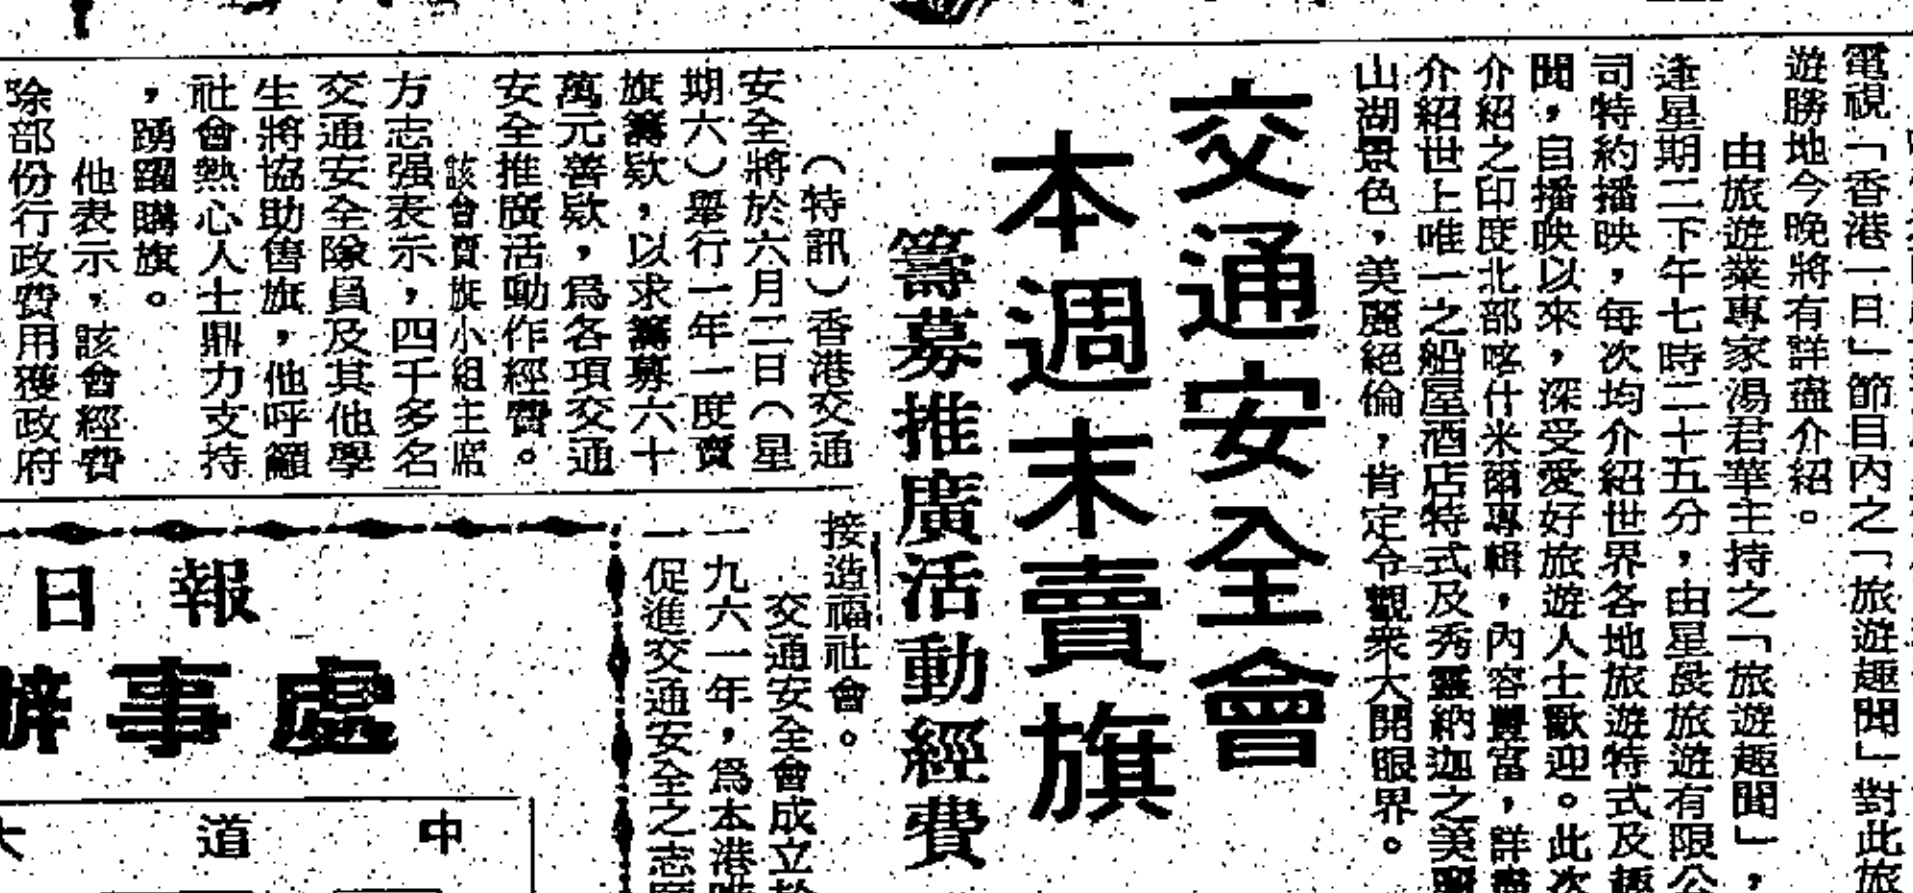 電視「香港一日」節目內之「旅遊趣聞」對此旅
遊勝地今晚將有詳盡介紹。
由旅遊業專家湯君華主持之「旅遊趣聞」，
逢星期二下午七時二十五分，由星晟旅遊有限公
司特約播映，每次均介紹世界各地旅遊特式及趣
聞，自播映以來，深受愛好旅遊人士歡迎。此次
介紹之印度北部喀什米爾專輯，內容豐富，詳盡
介紹世上唯一之船屋酒店特式及秀靈納迦之美麗
山湖景色，美麗絕倫，肯定令觀衆大開眼界。
交通安全會
本週末賣旗
籌募推廣活動經費
（特訊）香港交通
安全將於六月二日（星
期六）舉行一年一度賣
旗籌欵，以求籌募六十
萬元善欵，爲各項交通
安全推廣活動作經費。
該會賣旗小組主席
方志强表示，四千多名
交通安全隊員及其他學
生將協助售旗，他呼籲
社會熱心人士鼎力支持
，踴躍購旗。
他表示，該會經費
除部份行政費用獲政府
接造福社會。
交通安全會成立於
一九六一年，爲本港唯
一促進交通安全之志願
日報
辦事處
大道中